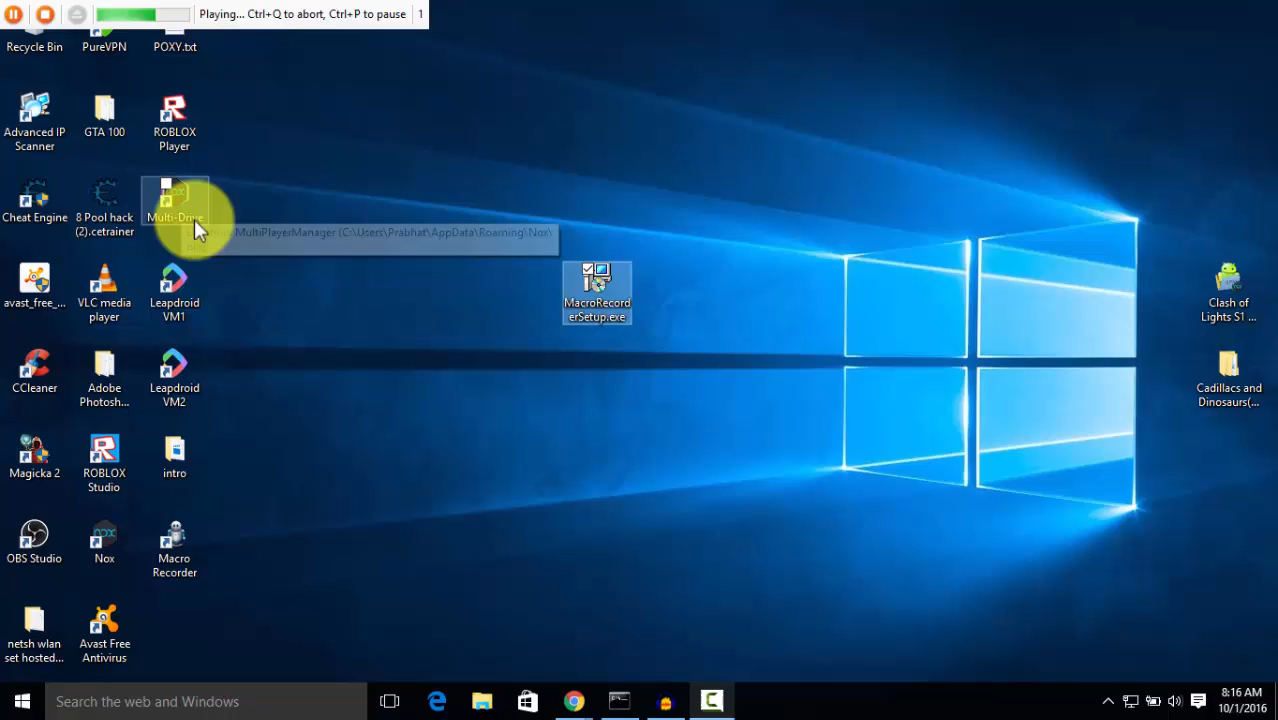 Playing... Ctrl+Q to abort, Ctrl+P to pause
1
Recycle Bin
PureVPN
POXY.txt
Advanced IP
Scanner
GTA 100
ROBLOX
Player
Cheat Engine
8 Pool hack
(2).cetrainer
Multi-Drive
MultiPlayerManager (C:\Users\Prabhat\AppData\Roaming\Nox\
MacroRecord
erSetup.exe
avast_free_...
VLC media
player
Leapdroid
VM1
Clash of
Lights S1 ...
CCleaner
Adobe
Photosh...
Leapdroid
VM2
Cadillacs and
Dinosaurs(...
Magicka 2
ROBLOX
Studio
intro
OBS Studio
Nox
Macro
Recorder
netsh wlan
set hosted...
Avast Free
Antivirus
Search the web and Windows
8:16 AM
10/1/2016